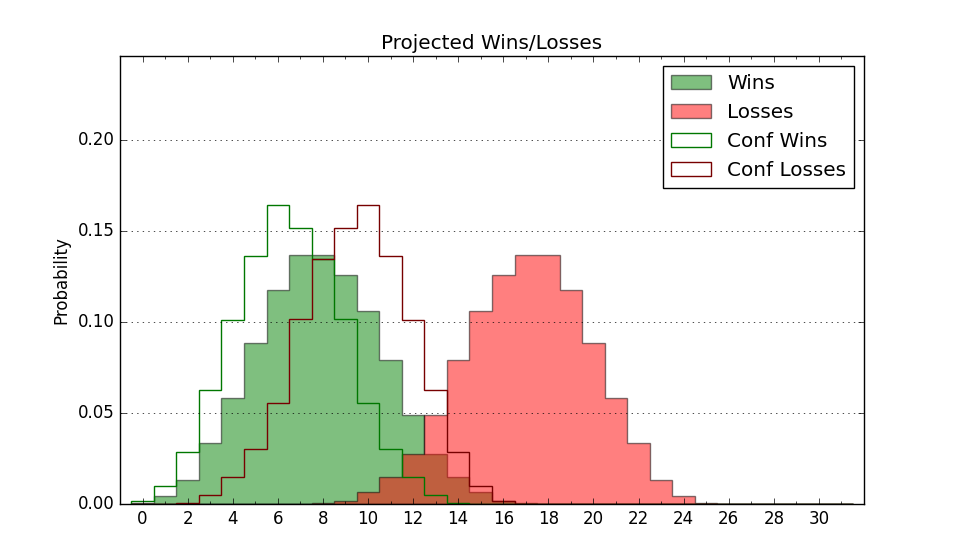 Projected Wins/Losses
Wins
Losses
Conf Wins
Conf Losses
Probability
0.20
0.15
0.10
0.05
0.00
0 2 4 6 8 10 12 14 16 18 20 22 24 26 28 30